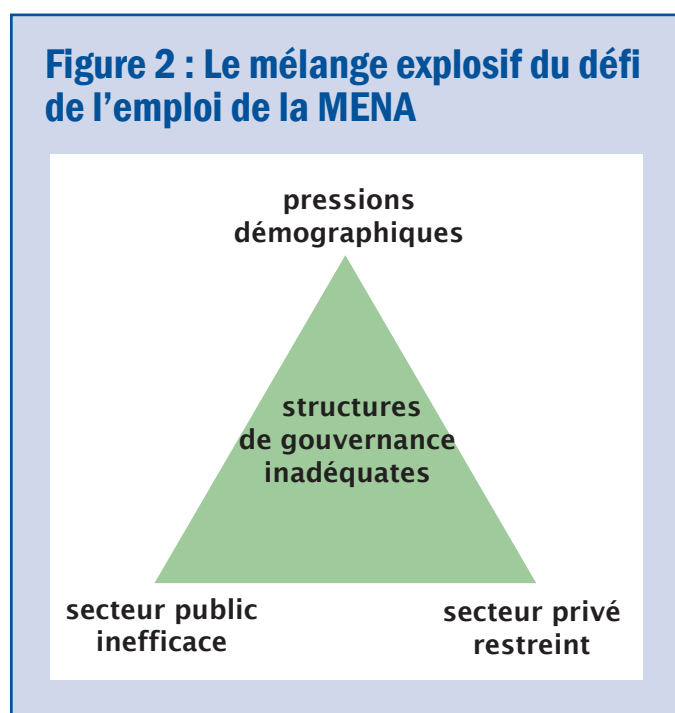 Figure 2 : Le mélange explosif du défi
de l’emploi de la MENA
pressions
démographiques
structures
de gouvernance
inadéquates
secteur public
inefficace
secteur privé
restreint